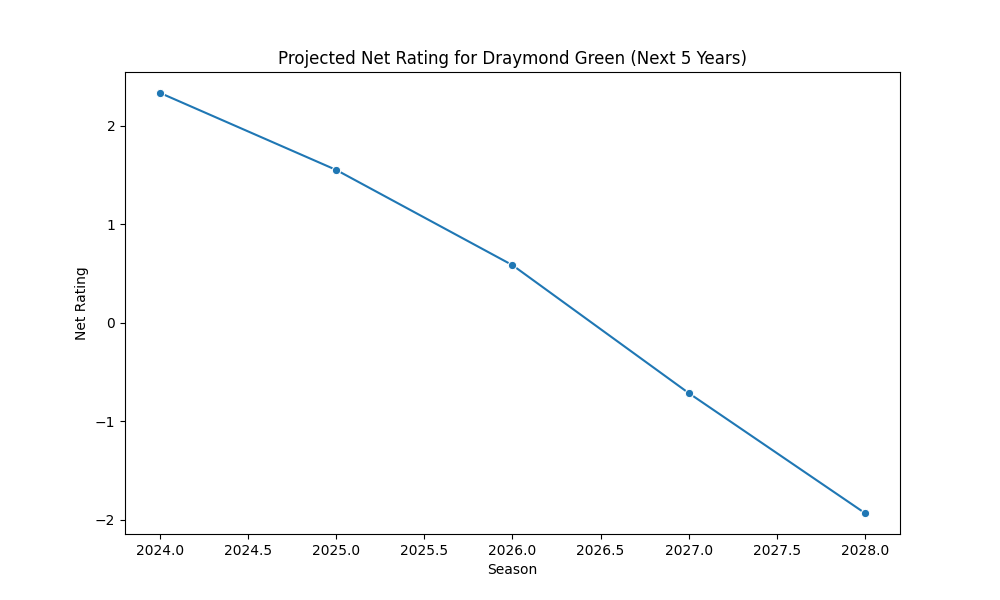 Projected Net Rating for Draymond Green (Next 5 Years)
2
1
0
−1
−2
Net Rating
2024.0 2024.5 2025.0 2025.5 2026.0 2026.5 2027.0 2027.5 2028.0
Season